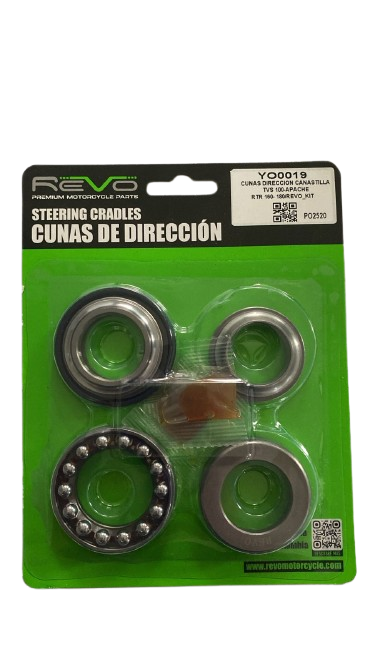 REVO
PREMIUM MOTORCYCLE PARTS
STEERING CRADLES
CUNAS DE DIRECCIÓN
YO0019
CUNAS DIRECCION CANASTILLA
TVS 100-APACHE
RTR 160- 180/REVO_KIT
PO2520
www.revomotorcycle.com